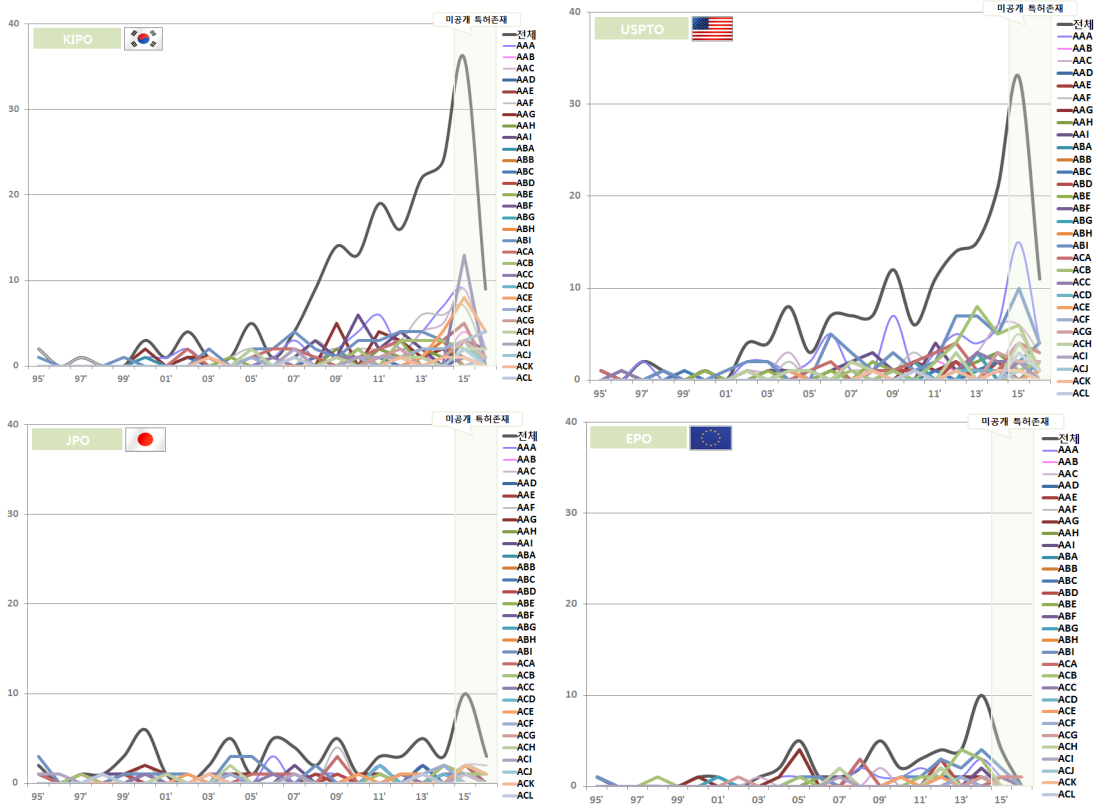 미공개 특허존재
KIPO
40
30
20
10
0
95'
97'
99'
01'
03'
05'
07'
09'
11'
13'
15'
전체
AAA
AAB
AAC
AAD
AAE
AAF
AAG
AAH
AAI
ABA
ABB
ABC
ABD
ABE
ABF
ABG
ABH
ABI
ACA
ACB
ACC
ACD
ACE
ACF
ACG
ACH
ACI
ACJ
ACK
ACL
미공개 특허존재
USPTO
40
30
20
10
0
95'
97'
99'
01'
03'
05'
07'
09'
11'
13'
15'
전체
AAA
AAB
AAC
AAD
AAE
AAF
AAG
AAH
AAI
ABA
ABB
ABC
ABD
ABE
ABF
ABG
ABH
ABI
ACA
ACB
ACC
ACD
ACE
ACF
ACG
ACH
ACI
ACJ
ACK
ACL
미공개 특허존재
JPO
40
30
20
10
0
95'
97'
99'
01'
03'
05'
07'
09'
11'
13'
15'
전체
AAA
AAB
AAC
AAD
AAE
AAF
AAG
AAH
AAI
ABA
ABB
ABC
ABD
ABE
ABF
ABG
ABH
ABI
ACA
ACB
ACC
ACD
ACE
ACF
ACG
ACH
ACI
ACJ
ACK
ACL
미공개 특허존재
EPO
40
30
20
10
0
95'
97'
99'
01'
03'
05'
07'
09'
11'
13'
15'
전체
AAA
AAB
AAC
AAD
AAE
AAF
AAG
AAH
AAI
ABA
ABB
ABC
ABD
ABE
ABF
ABG
ABH
ABI
ACA
ACB
ACC
ACD
ACE
ACF
ACG
ACH
ACI
ACJ
ACK
ACL